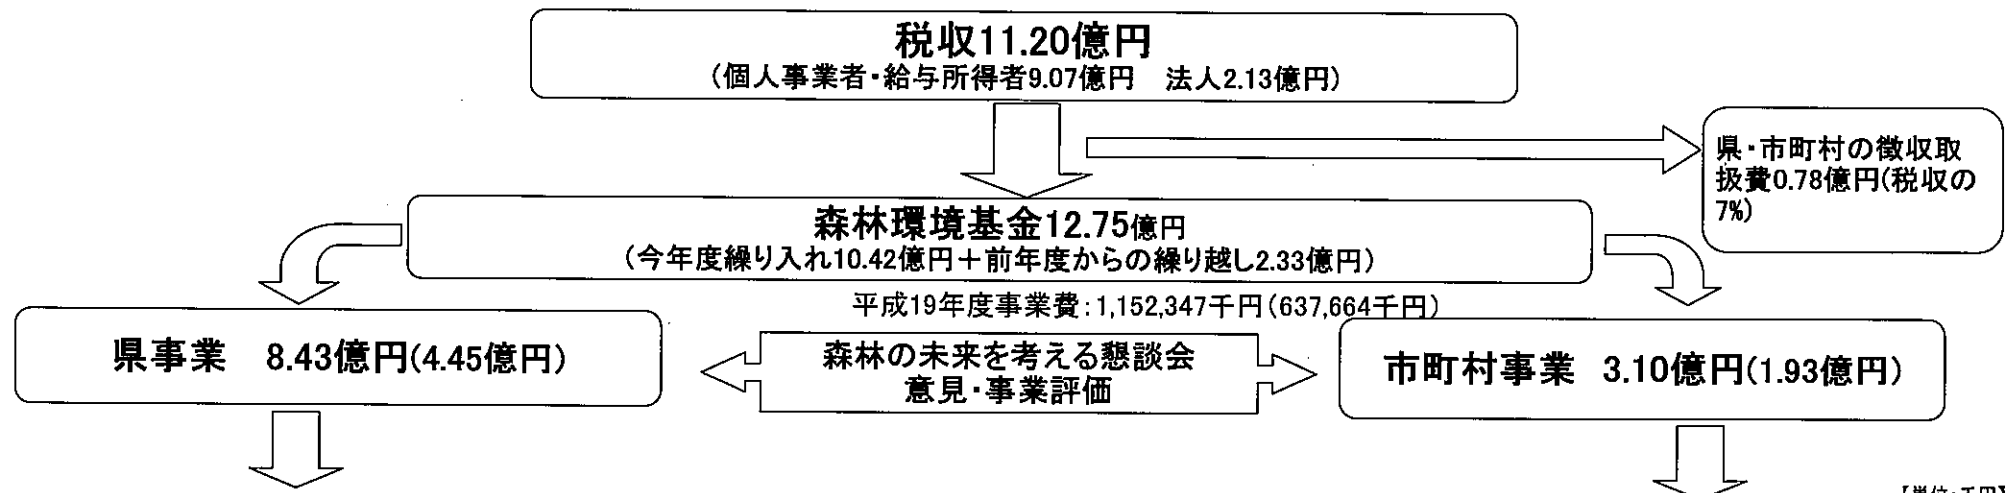 税収11.20億円
(個人事業者・給与所得者9.07億円　法人2.13億円)
県・市町村の徴収取
扱費0.78億円(税収の
7%)
森林環境基金12.75億円
(今年度繰り入れ10.42億円＋前年度からの繰り越し2.33億円)
平成19年度事業費：1,152,347千円(637,664千円)
県事業　8.43億円(4.45億円)
森林の未来を考える懇談会
意見・事業評価
市町村事業　3.10億円(1.93億円)